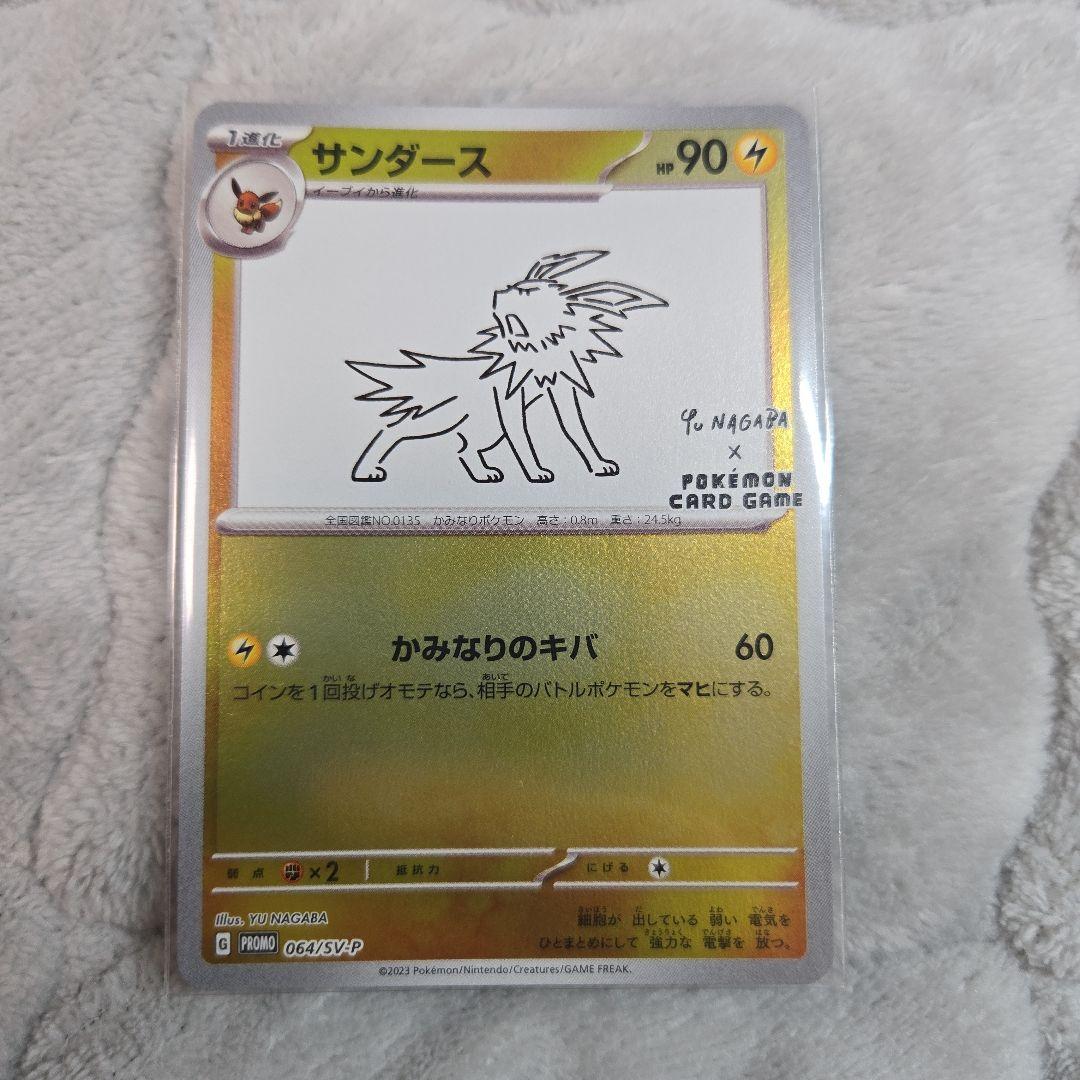 1進化
サンダース
HP90
イーブイから進化
Yu NAGABA
×
POKÉMON
CARD GAME
全国図鑑NO.0135 かみなりポケモン 高さ:0.8m 重さ:24.5kg
かみなりのキバ 60
コインを1回投げオモテなら、相手のバトルポケモンをマヒにする。
弱点 ×2 抵抗力 にげる
Illus. YU NAGABA
細胞が 出している 弱い 電気を
ひとまとめにして 強力な 電撃を 放つ。
G PROMO 064/SV-P
©2023 Pokémon/Nintendo/Creatures/GAME FREAK.